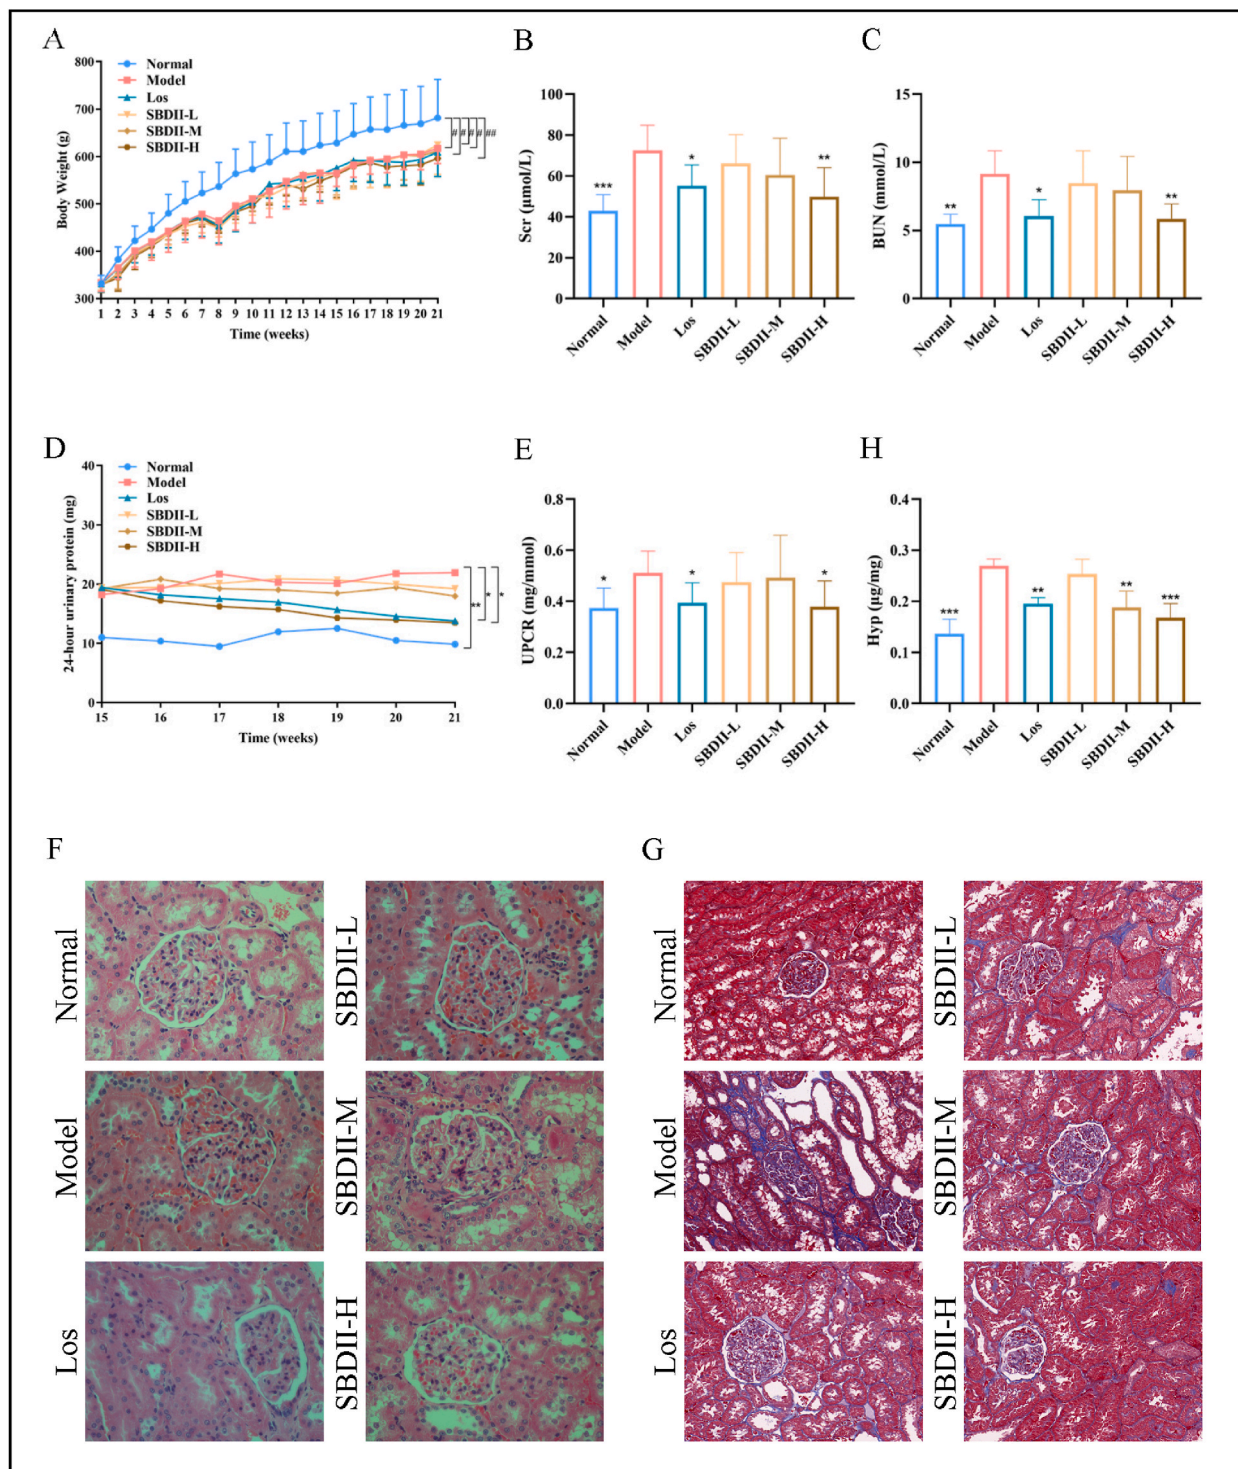 A
Normal
Model
Los
SBDII-L
SBDII-M
SBDII-H
800
700
600
500
400
300
Body Weight (g)
1 2 3 4 5 6 7 8 9 10 11 12 13 14 15 16 17 18 19 20 21
Time (weeks)
# # # # ##
B
100
80
60
40
20
0
Scr (μmol/L)
***
*
**
Normal
Model
Los
SBDII-L
SBDII-M
SBDII-H
C
15
10
5
0
BUN (mmol/L)
**
*
**
Normal
Model
Los
SBDII-L
SBDII-M
SBDII-H
D
Normal
Model
Los
SBDII-L
SBDII-M
SBDII-H
40
30
20
10
0
24-hour urinary protein (mg)
15 16 17 18 19 20 21
Time (weeks)
** * *
E
0.8
0.6
0.4
0.2
0.0
UPCR (mg/mmol)
*
*
*
Normal
Model
Los
SBDII-L
SBDII-M
SBDII-H
H
0.4
0.3
0.2
0.1
0.0
Hyp (μg/mg)
***
**
**
***
Normal
Model
Los
SBDII-L
SBDII-M
SBDII-H
F
Normal
SBDII-L
Model
SBDII-M
Los
SBDII-H
G
Normal
SBDII-L
Model
SBDII-M
Los
SBDII-H